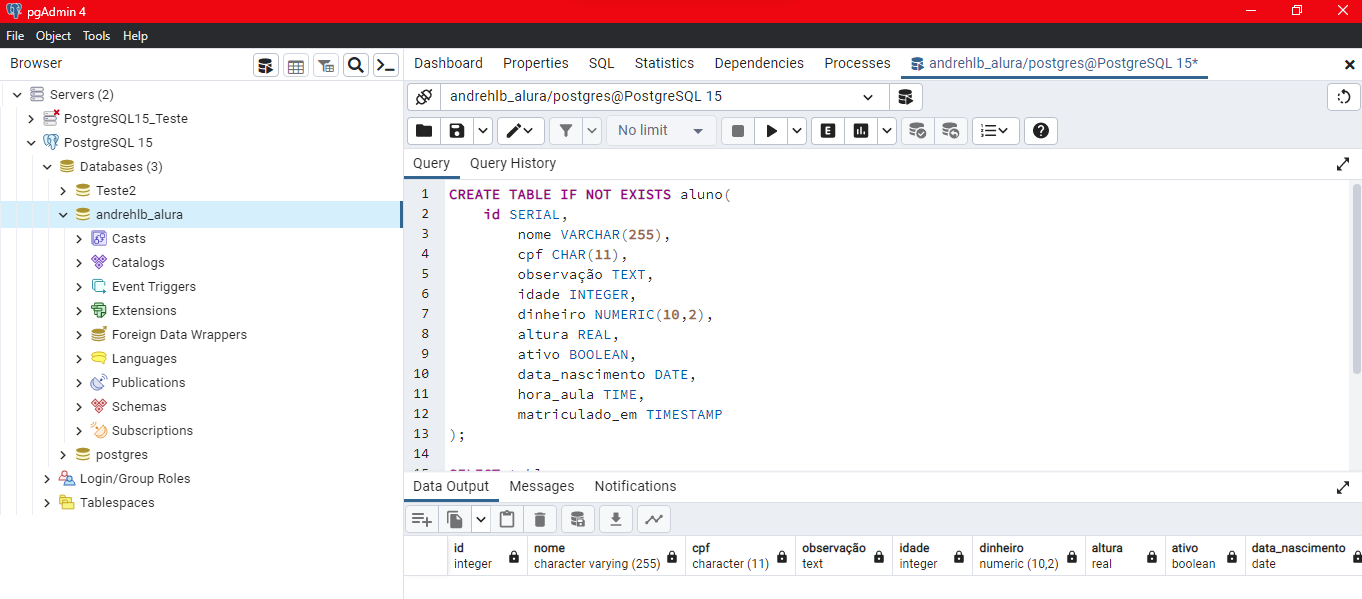 pgAdmin 4
File Object Tools Help
Browser
Dashboard Properties SQL Statistics Dependencies Processes andrehlb_alura/postgres@PostgreSQL 15*
Servers (2)
PostgreSQL15_Teste
PostgreSQL 15
Databases (3)
Teste2
andrehlb_alura
Casts
Catalogs
Event Triggers
Extensions
Foreign Data Wrappers
Languages
Publications
Schemas
Subscriptions
postgres
Login/Group Roles
Tablespaces
andrehlb_alura/postgres@PostgreSQL 15
No limit
E
Query Query History
1 CREATE TABLE IF NOT EXISTS aluno(
2 id SERIAL,
3 nome VARCHAR(255),
4 cpf CHAR(11),
5 observação TEXT,
6 idade INTEGER,
7 dinheiro NUMERIC(10,2),
8 altura REAL,
9 ativo BOOLEAN,
10 data_nascimento DATE,
11 hora_aula TIME,
12 matriculado_em TIMESTAMP
13 );
14
Data Output Messages Notifications
id nome cpf observação idade dinheiro altura ativo data_nascimento
integer character varying (255) character (11) text integer numeric (10,2) real boolean date